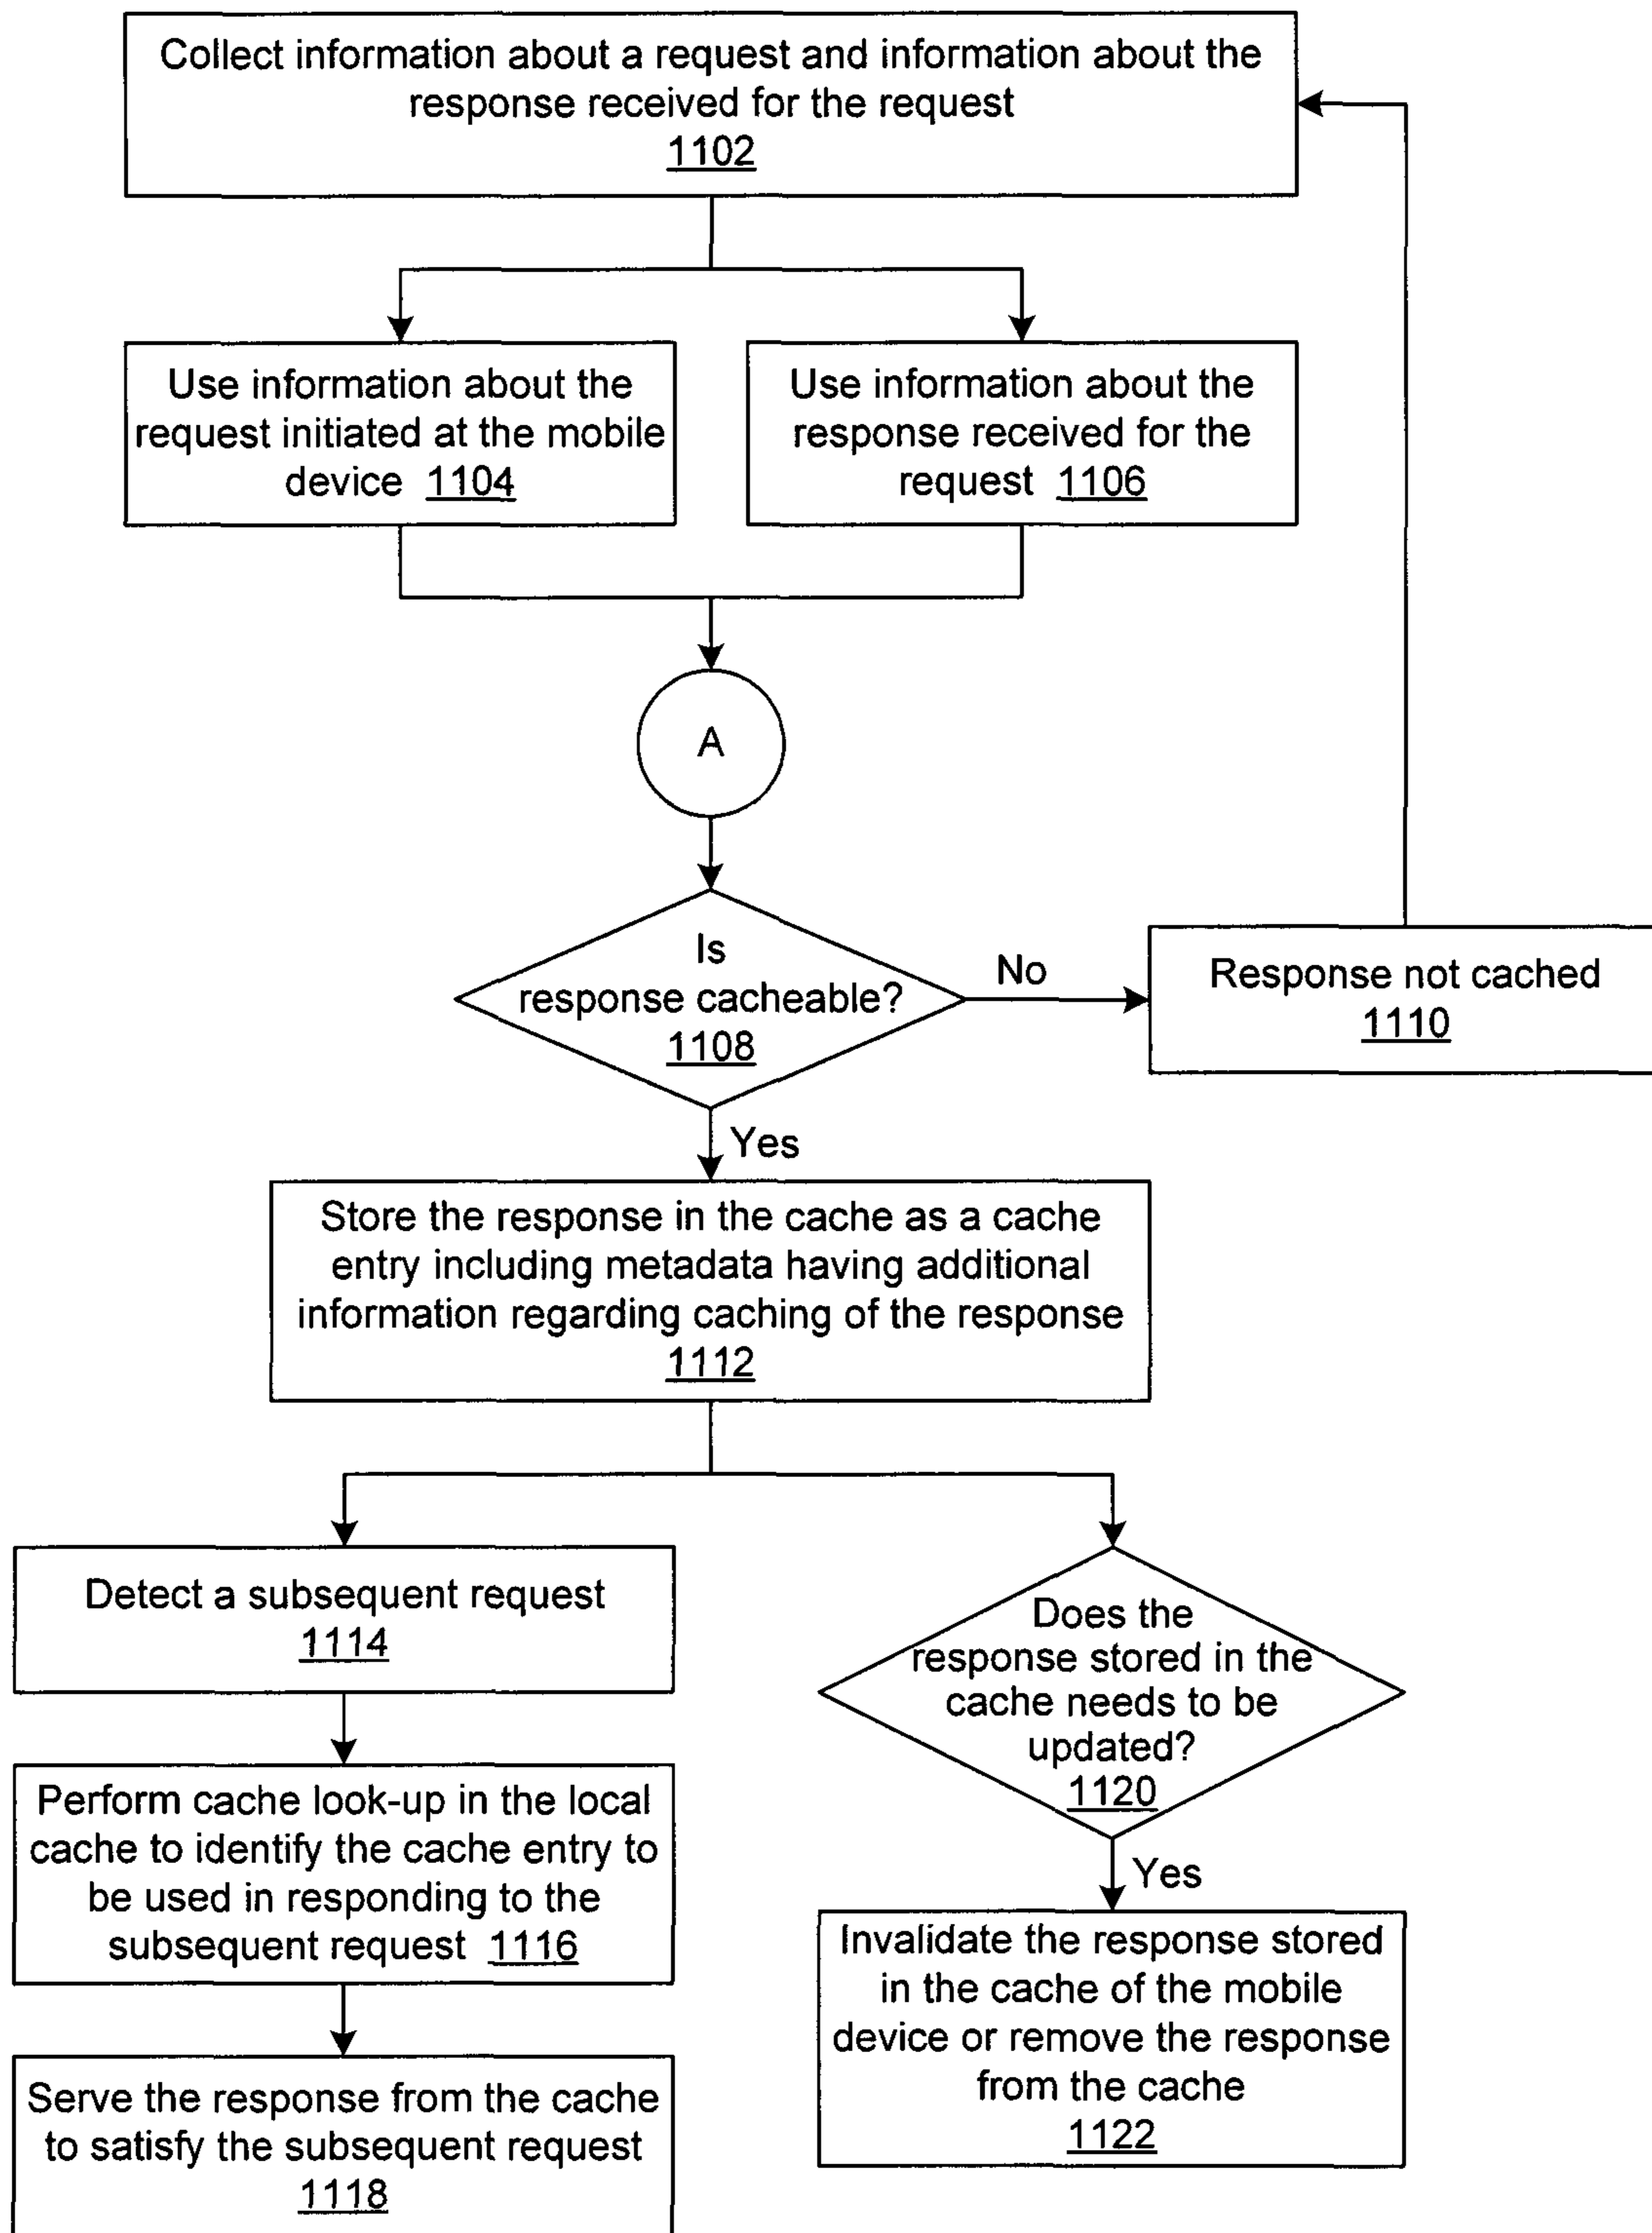 Collect information about a request and information about the
response received for the request
1102
Use information about the
request initiated at the mobile
device 1104
Use information about the
response received for the
request 1106
A
Is
response cacheable?
1108
No
Response not cached
1110
Yes
Store the response in the cache as a cache
entry including metadata having additional
information regarding caching of the response
1112
Detect a subsequent request
1114
Does the
response stored in the
cache needs to be
updated?
1120
Perform cache look-up in the local
cache to identify the cache entry to
be used in responding to the
subsequent request 1116
Yes
Invalidate the response stored
in the cache of the mobile
device or remove the response
from the cache
1122
Serve the response from the cache
to satisfy the subsequent request
1118